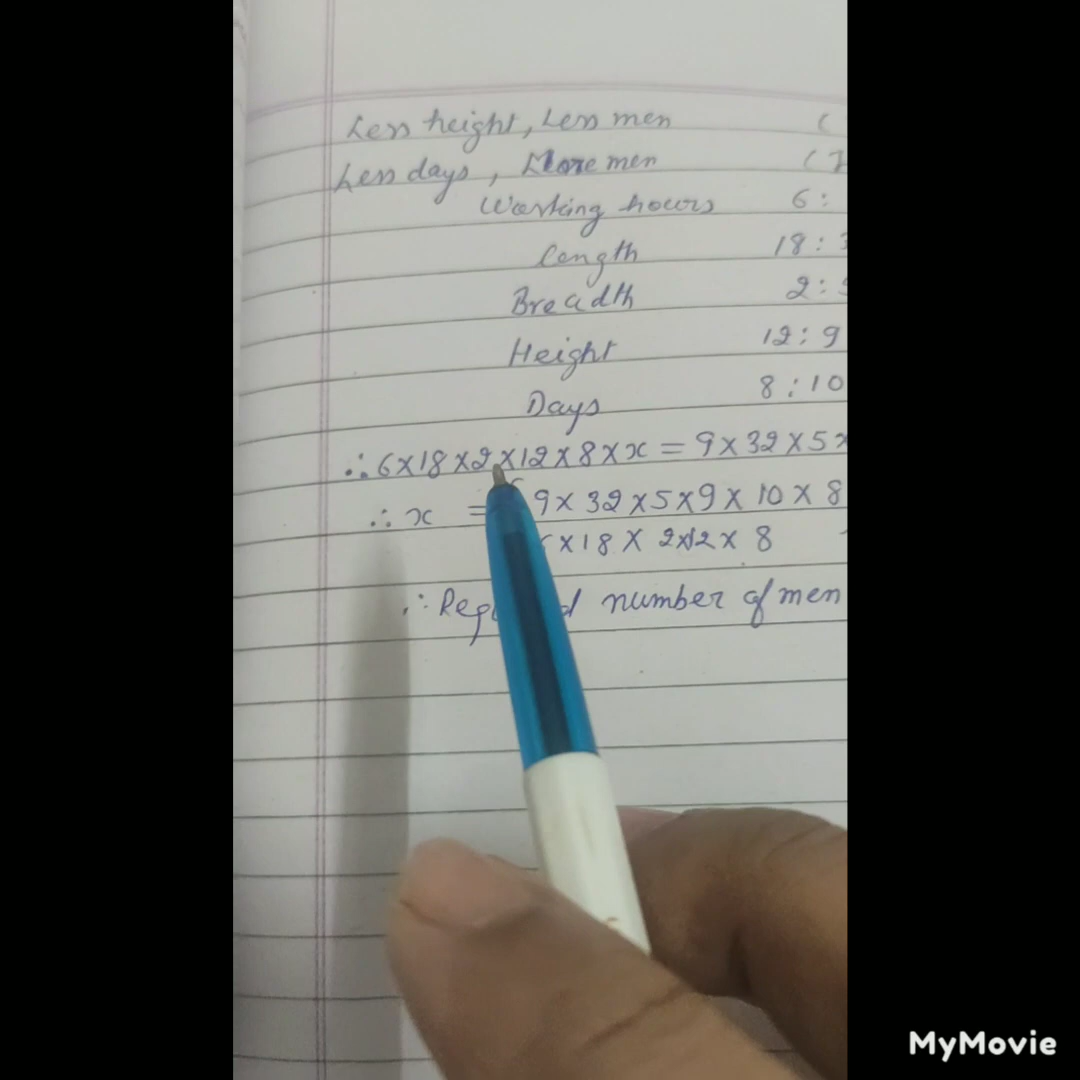 Less height, Less men (
Less days, More men (
Working hours 6:
Length 18:
Breadth 2:
Height 12:9
Days 8:10
∴ 6×18×2×12×8×x = 9×32×5×
∴ x = 9×32×5×9×10×8
×18×2×12×8
∴ number of men
MyMovie